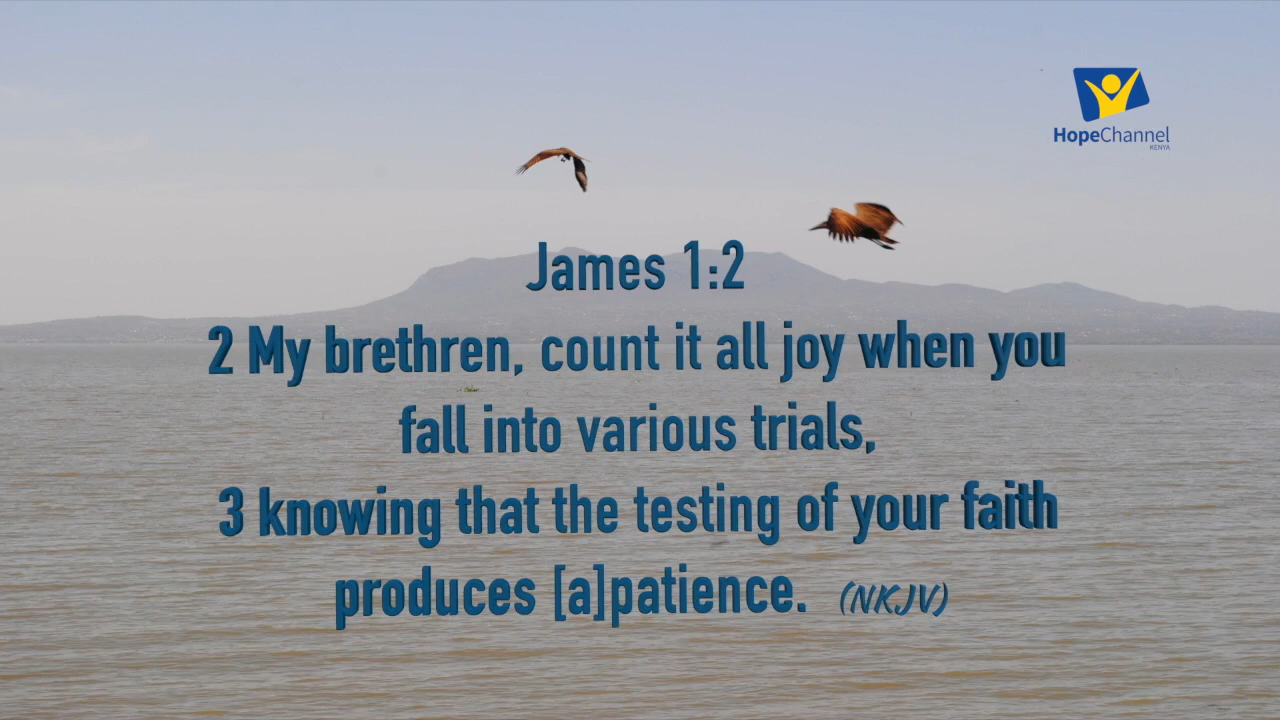 HopeChannel
KENYA
James 1:2
2 My brethren, count it all joy when you
fall into various trials,
3 knowing that the testing of your faith
produces [a]patience. (NKJV)